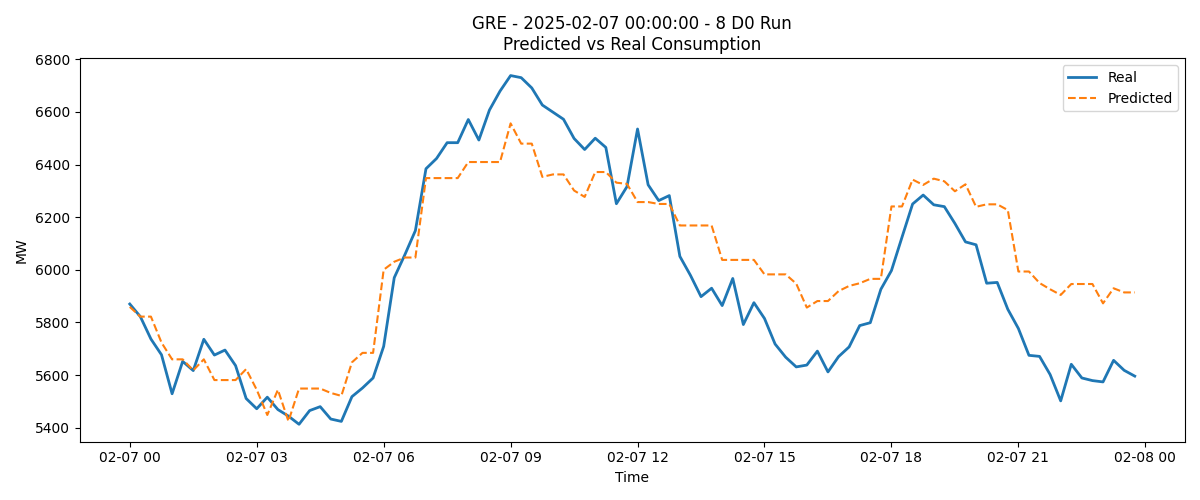 GRE - 2025-02-07 00:00:00 - 8 D0 Run
Predicted vs Real Consumption
Real
Predicted
MW
6800
6600
6400
6200
6000
5800
5600
5400
02-07 00
02-07 03
02-07 06
02-07 09
02-07 12
02-07 15
02-07 18
02-07 21
02-08 00
Time